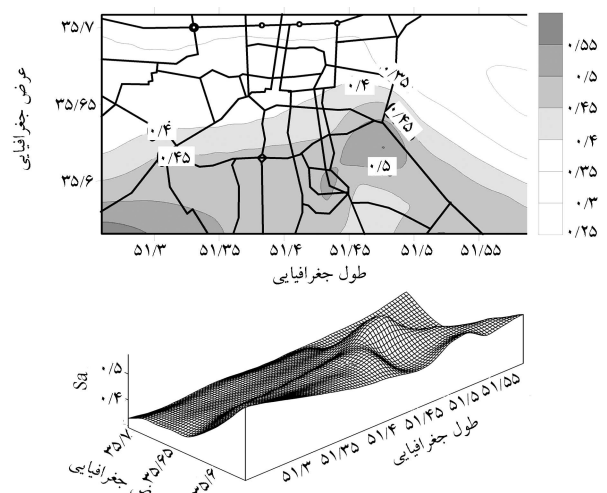 ۳۵/۷
۳۵/۶۵
۳۵/۶
عرض جغرافیایی
۰/۳۵
۰/۴
۰/۴۵
۰/۴
۰/۴۵
۰/۵
۵۱/۳ ۵۱/۳۵ ۵۱/۴ ۵۱/۴۵ ۵۱/۵ ۵۱/۵۵
طول جغرافیایی
۰/۵۵
۰/۵
۰/۴۵
۰/۴
۰/۳۵
۰/۳
۰/۲۵
Sa
۰/۵
۰/۴
۳۵/۷ ۳۵/۶۵ ۳۵/۶
جغرافیایی
۵۱/۳ ۵۱/۳۵ ۵۱/۴ ۵۱/۴۵ ۵۱/۵ ۵۱/۵۵
طول جغرافیایی